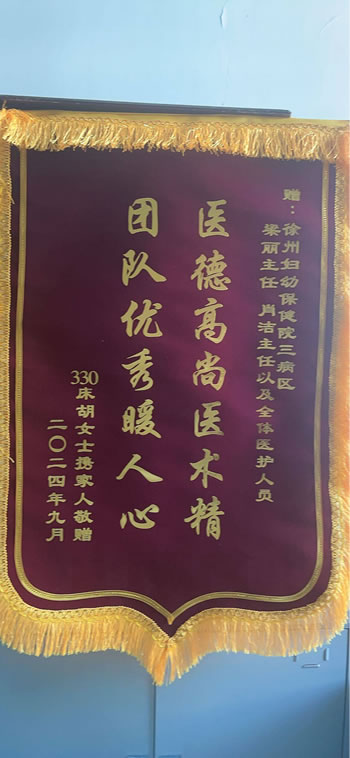 赠：徐州妇幼保健院三病区
梁丽主任 肖洁主任以及全体医护人员
医德高尚医术精
团队优秀暖人心
330床胡女士携家人敬赠
二〇二四年九月